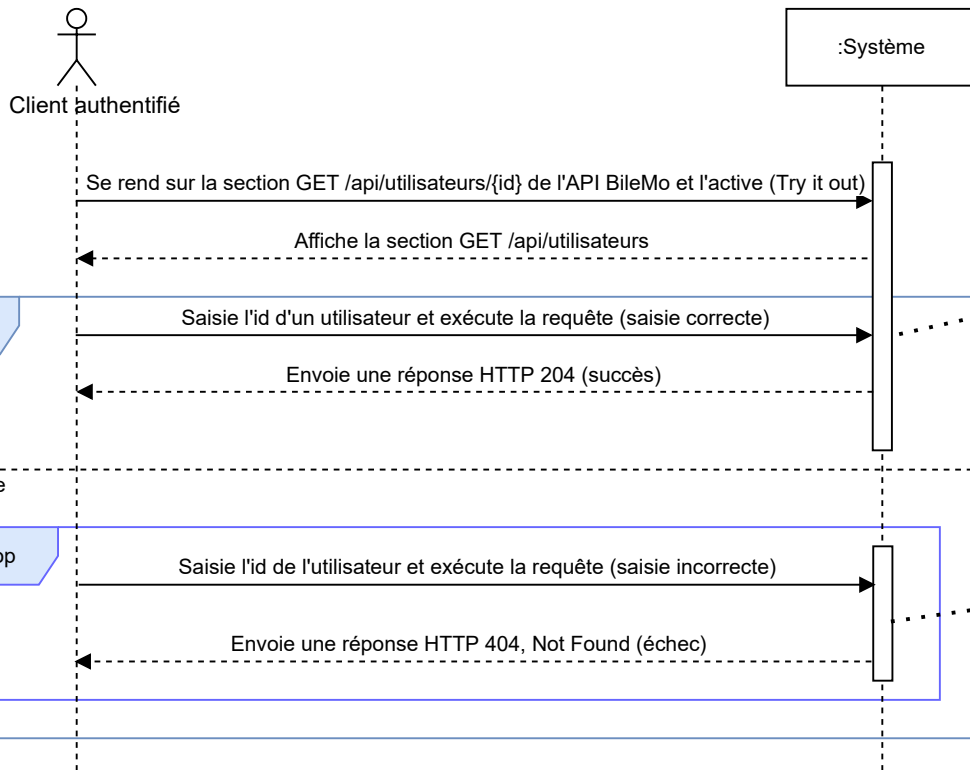 :Système
Client authentifié
Se rend sur la section GET /api/utilisateurs/{id} de l'API BileMo et l'active (Try it out)
Affiche la section GET /api/utilisateurs
Saisie l'id d'un utilisateur et exécute la requête (saisie correcte)
Envoie une réponse HTTP 204 (succès)
e
op
Saisie l'id de l'utilisateur et exécute la requête (saisie incorrecte)
Envoie une réponse HTTP 404, Not Found (échec)